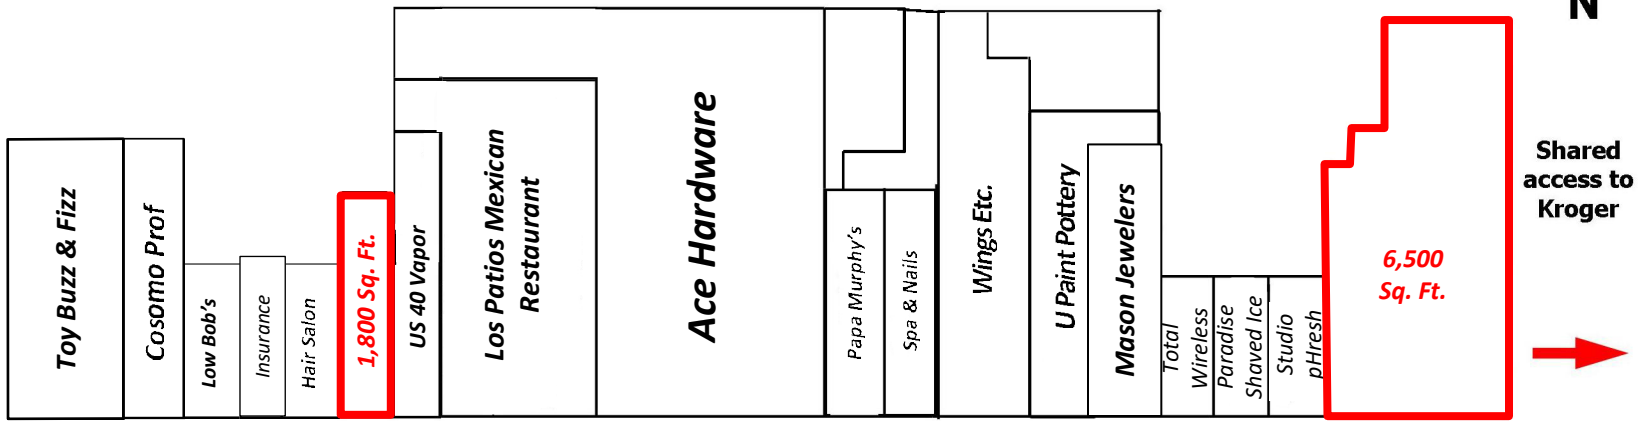 N
Toy Buzz & Fizz
Cosomo Prof
Low Bob's
Insurance
Hair Salon
1,800 Sq. Ft.
US 40 Vapor
Los Patios Mexican
Restaurant
Ace Hardware
Papa Murphy's
Spa & Nails
Wings Etc.
U Paint Pottery
Mason Jewelers
Total
Wireless
Paradise
Shaved Ice
Studio
pHresh
6,500
Sq. Ft.
Shared
access to
Kroger